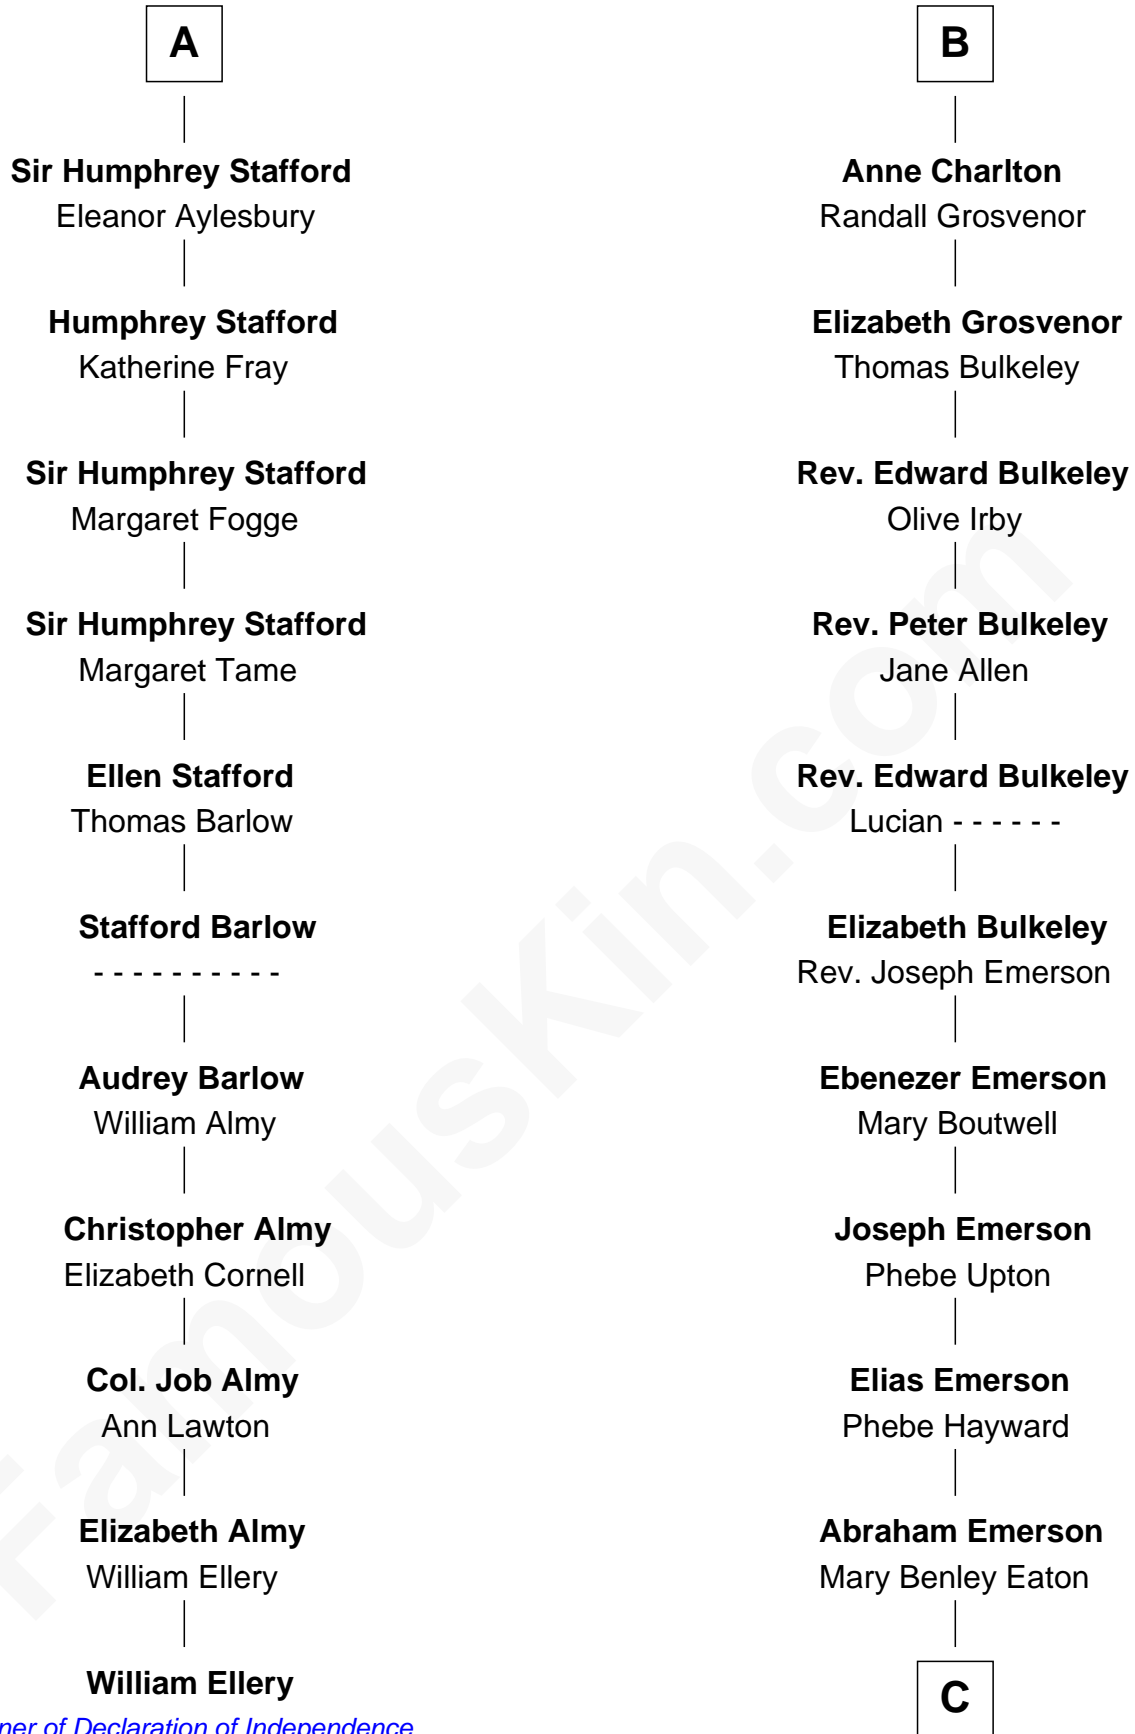 A
Sir Humphrey Stafford
Eleanor Aylesbury
Humphrey Stafford
Katherine Fray
Sir Humphrey Stafford
Margaret Fogge
Sir Humphrey Stafford
Margaret Tame
Ellen Stafford
Thomas Barlow
Stafford Barlow
- - - - - - - - - -
Audrey Barlow
William Almy
Christopher Almy
Elizabeth Cornell
Col. Job Almy
Ann Lawton
Elizabeth Almy
William Ellery
William Ellery
of Declaration of Independence
B
Anne Charlton
Randall Grosvenor
Elizabeth Grosvenor
Thomas Bulkeley
Rev. Edward Bulkeley
Olive Irby
Rev. Peter Bulkeley
Jane Allen
Rev. Edward Bulkeley
Lucian - - - - - -
Elizabeth Bulkeley
Rev. Joseph Emerson
Ebenezer Emerson
Mary Boutwell
Joseph Emerson
Phebe Upton
Elias Emerson
Phebe Hayward
Abraham Emerson
Mary Benley Eaton
C
FamousKin.com